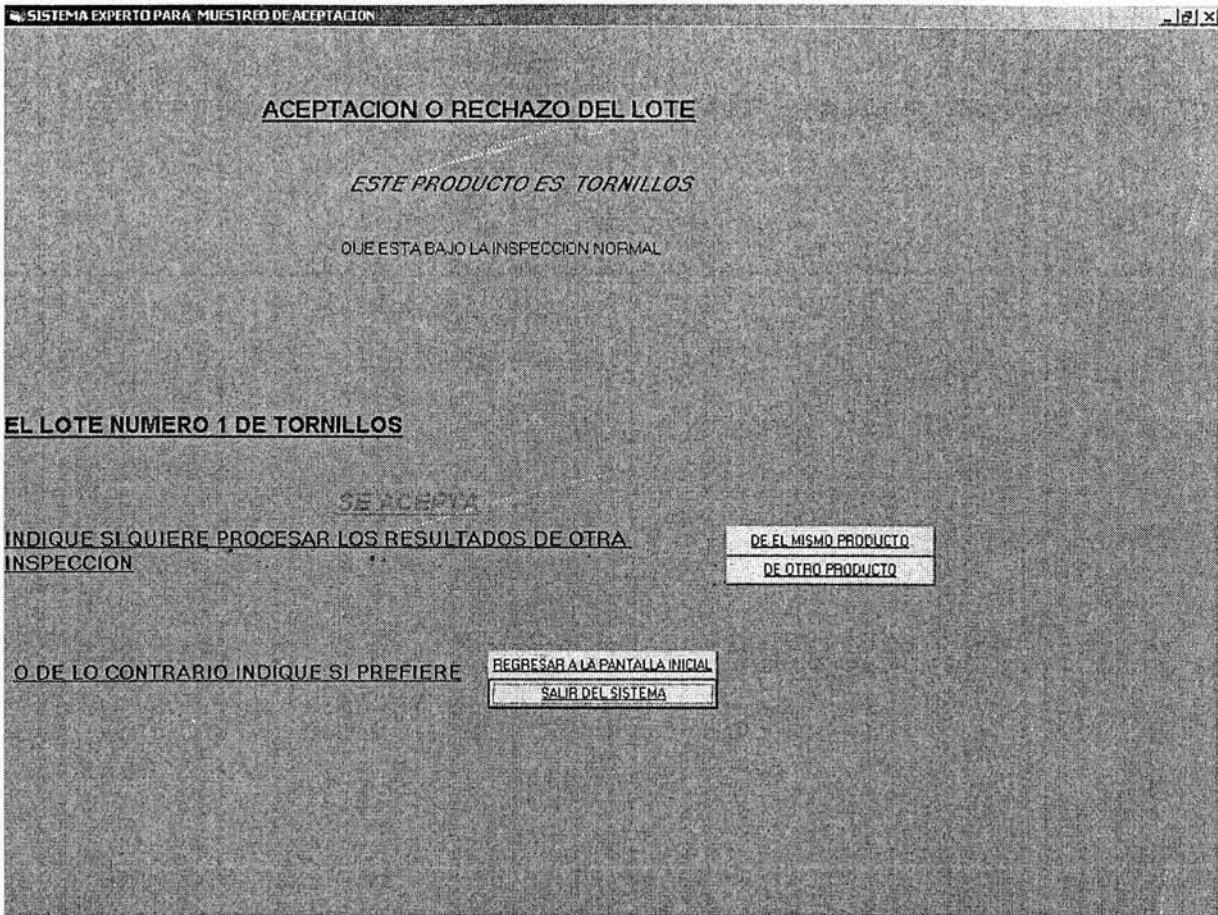 SISTEMA EXPERTO PARA MUESTREO DE ACEPTACION
ACEPTACION O RECHAZO DEL LOTE
ESTE PRODUCTO ES TORNILLOS
QUE ESTA BAJO LA INSPECCION NORMAL
EL LOTE NUMERO 1 DE TORNILLOS
SE ACEPTA
INDIQUE SI QUIERE PROCESAR LOS RESULTADOS DE OTRA
INSPECCION
DE EL MISMO PRODUCTO
DE OTRO PRODUCTO
O DE LO CONTRARIO INDIQUE SI PREFIERE
REGRESAR A LA PANTALLA INICIAL
SALIR DEL SISTEMA